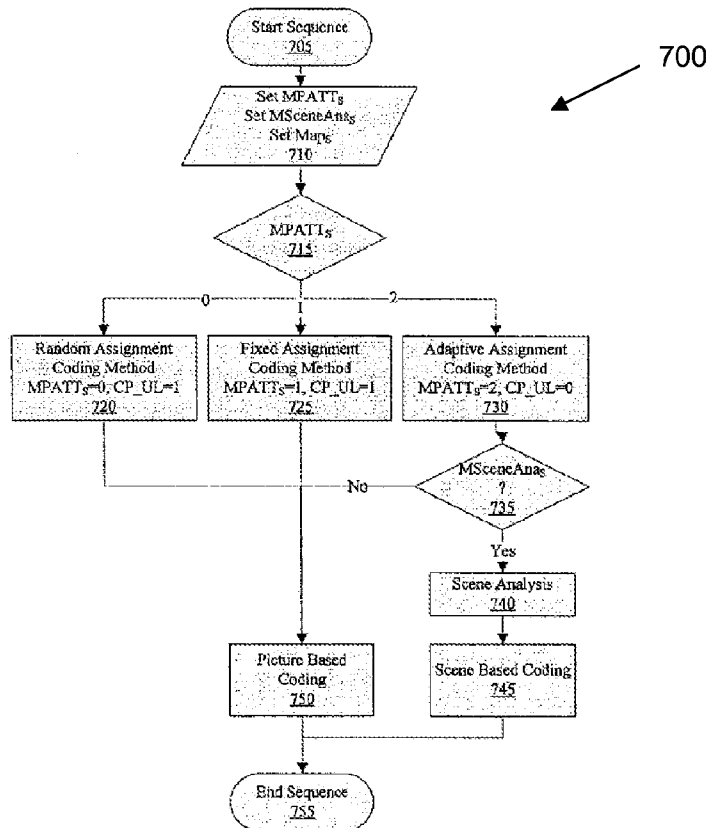 Start Sequence
705
700
Set MPATTS
Set MSceneAnaS
Set MapS
710
MPATTS
715
0
1
2
Random Assignment
Coding Method
MPATTS=0, CP_UL=1
720
Fixed Assignment
Coding Method
MPATTS=1, CP_UL=1
725
Adaptive Assignment
Coding Method
MPATTS=2, CP_UL=0
730
MSceneAnaS
?
735
No
Yes
Scene Analysis
740
Picture Based
Coding
750
Scene Based Coding
745
End Sequence
755